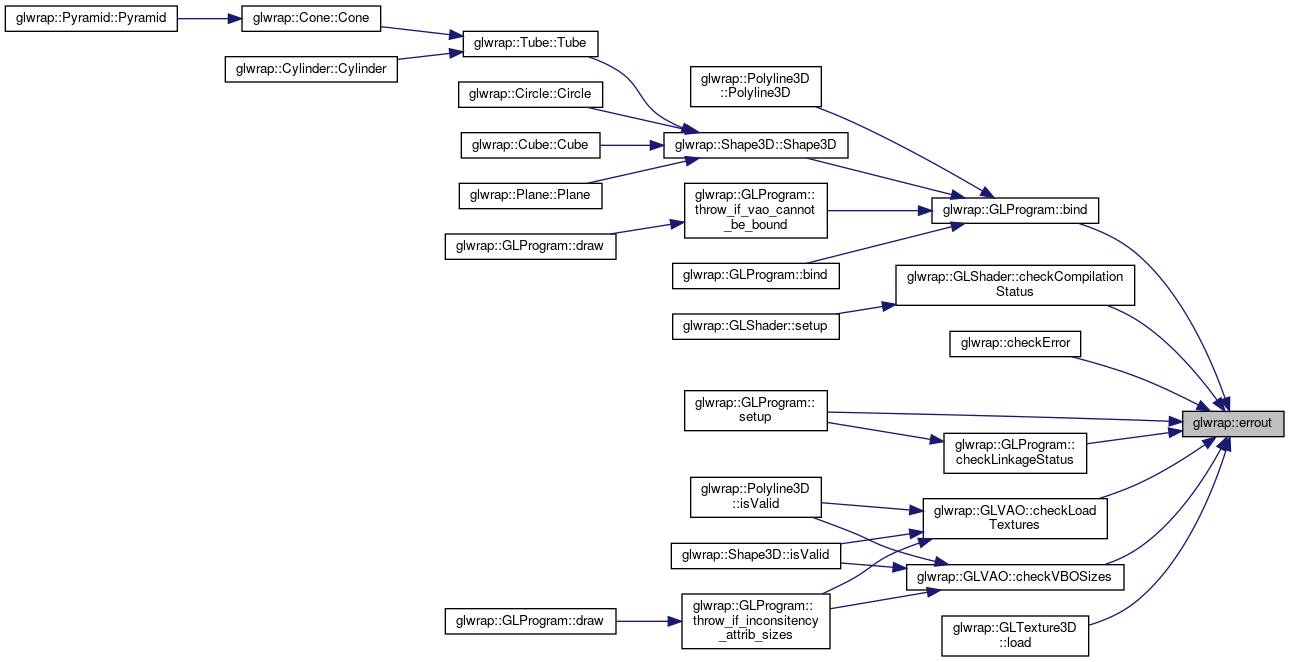 glwrap::Pyramid::Pyramid
glwrap::Cone::Cone
glwrap::Cylinder::Cylinder
glwrap::Tube::Tube
glwrap::Circle::Circle
glwrap::Cube::Cube
glwrap::Plane::Plane
glwrap::GLProgram::draw
glwrap::Polyline3D
::Polyline3D
glwrap::Shape3D::Shape3D
glwrap::GLProgram::
throw_if_vao_cannot
_be_bound
glwrap::GLProgram::bind
glwrap::GLShader::setup
glwrap::GLProgram::bind
glwrap::GLShader::checkCompilation
Status
glwrap::checkError
glwrap::GLProgram::
setup
glwrap::GLProgram::
checkLinkageStatus
glwrap::errout
glwrap::Polyline3D
::isValid
glwrap::GLVAO::checkLoad
Textures
glwrap::Shape3D::isValid
glwrap::GLVAO::checkVBOSizes
glwrap::GLProgram::draw
glwrap::GLProgram::
throw_if_inconsitency
_attrib_sizes
glwrap::GLTexture3D
::load